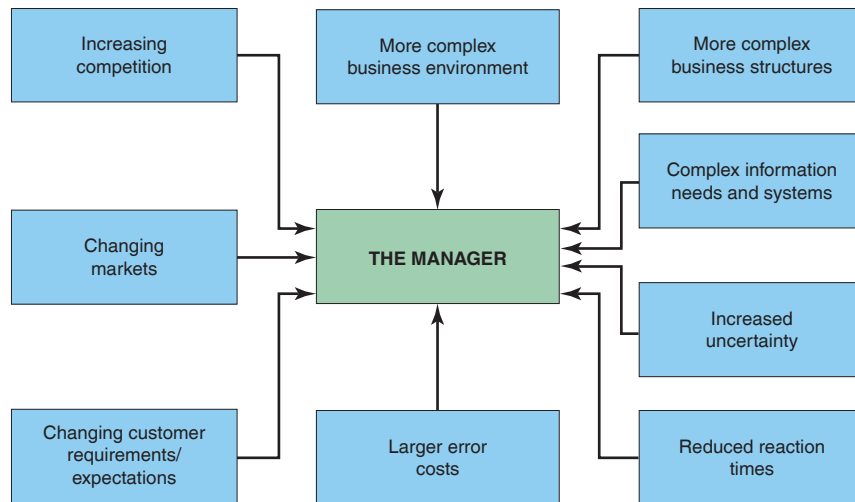 Increasing
competition
More complex
business environment
More complex
business structures
Complex information
needs and systems
Changing
markets
THE MANAGER
Increased
uncertainty
Changing customer
requirements/
expectations
Larger error
costs
Reduced reaction
times